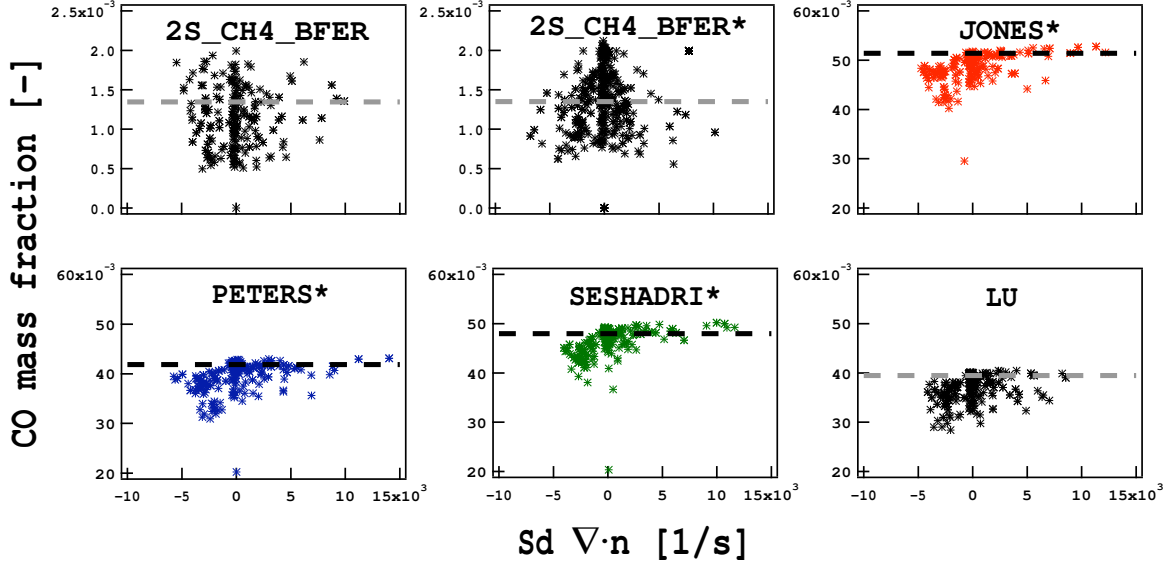 CO mass fraction [-]
2S_CH4_BFER
2.5x10⁻³
2.0
1.5
1.0
0.5
0.0
2S_CH4_BFER*
2.5x10⁻³
2.0
1.5
1.0
0.5
0.0
JONES*
60x10⁻³
50
40
60
20
PETERS*
60x10⁻³
50
40
30
20
-10 -5 0 5 10 15x10³
SESHADRI*
60x10⁻³
50
40
30
20
-10 -5 0 5 10 15x10³
LU
60x10⁻³
50
40
30
20
-10 -5 0 5 10 15x10³
Sd ∇·n [1/s]